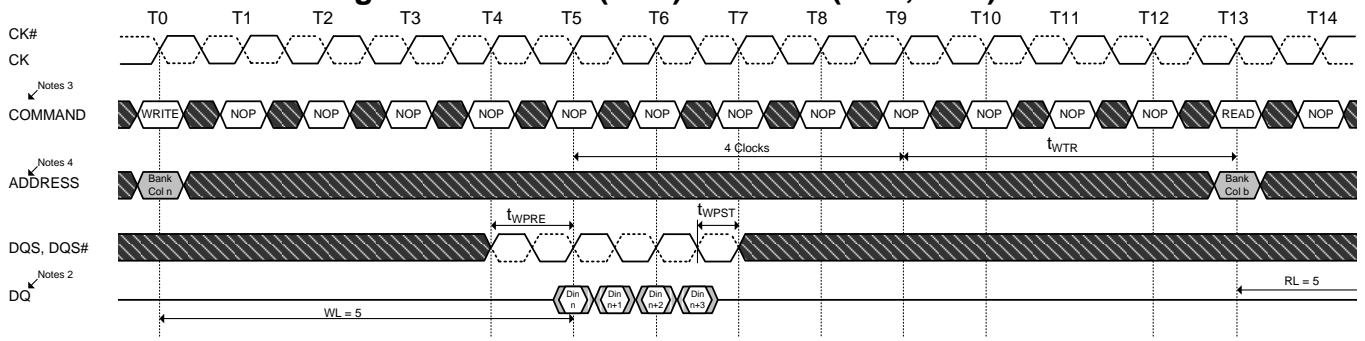 T0 T1 T2 T3 T4 T5 T6 T7 T8 T9 T10 T11 T12 T13 T14
CK#
CK
Notes 3
COMMAND
WRITE NOP NOP NOP NOP NOP NOP NOP NOP NOP NOP NOP NOP READ NOP
4 Clocks tWTR
Notes 4
ADDRESS
Bank Bank
Col n Col b
tWPRE tWPST
DQS, DQS#
Notes 2
DQ
Din Din Din Din
n n+1 n+2 n+3
RL = 5
WL = 5